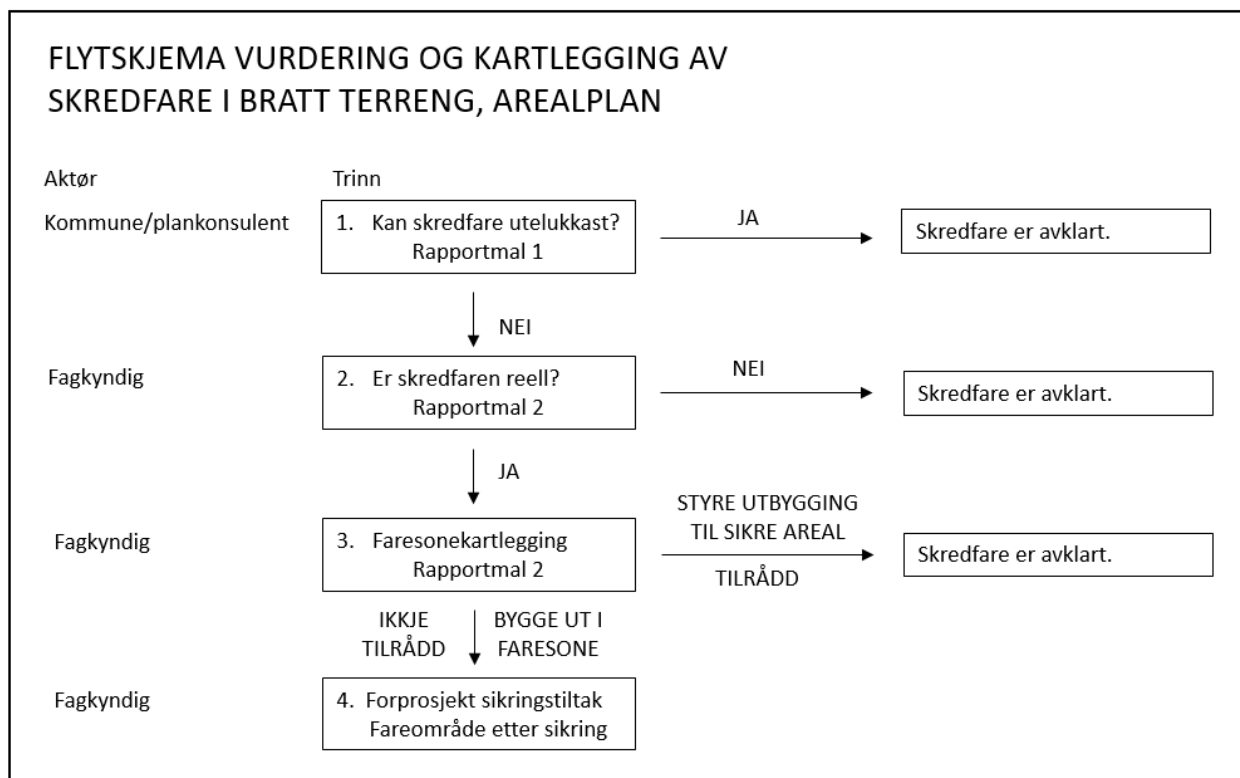 FLYTSKJEMA VURDERING OG KARTLEGGING AV
SKREDFARE I BRATT TERRENG, AREALPLAN
Aktør
Trinn
Kommune/plankonsulent
1. Kan skredfare utelukkast?
Rapportmal 1
JA
Skredfare er avklart.
NEI
Fagkyndig
2. Er skredfaren reell?
Rapportmal 2
NEI
Skredfare er avklart.
JA
Fagkyndig
3. Faresonekartlegging
Rapportmal 2
STYRE UTBYGGING
TIL SIKRE AREAL
TILRÅDD
Skredfare er avklart.
IKKJE
TILRÅDD
BYGGE UT I
FARESONE
Fagkyndig
4. Forprosjekt sikringstiltak
Fareområde etter sikring